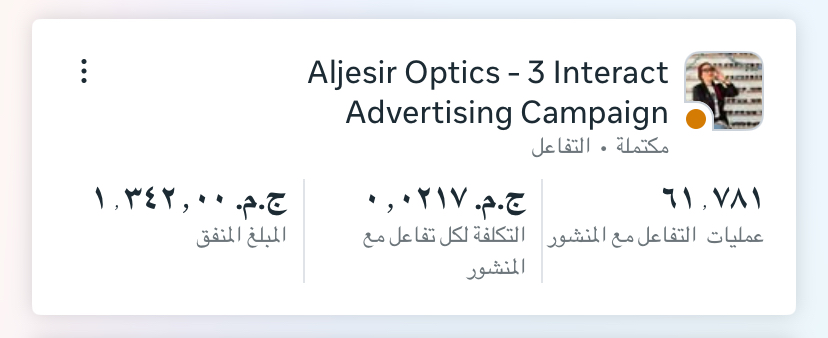 Aljesir Optics - 3 Interact
Advertising Campaign
مكتملة • التفاعل
٦١,٧٨١
عمليات التفاعل مع المنشور
ج.م. ٠,٠٢١٧
التكلفة لكل تفاعل مع
المنشور
ج.م. ١,٣٤٢,٠٠
المبلغ المنفق